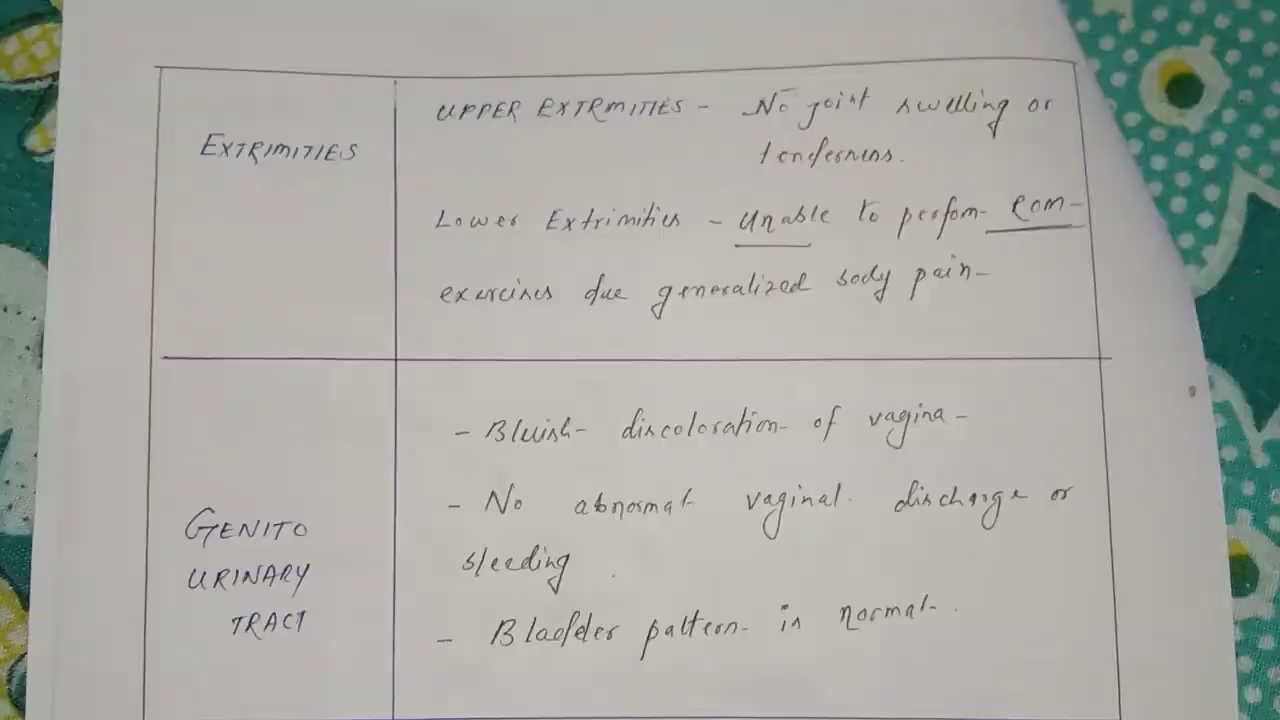 EXTRIMITIES
UPPER EXTRMITIES - No joint swelling or
tenderness.
Lower Extrimities - Unable to perfom ROM
exercises due generalized body pain
GENITO
URINARY
TRACT
- Bluish discoloration of vagina
- No abnormal vaginal discharge or
bleeding
- Bladder pattern is normal.